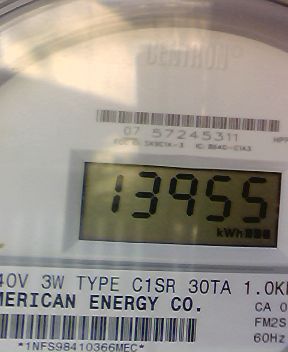 CENTRON®
07 57245311
13955
kWh
40V 3W TYPE C1SR 30TA 1.0K
MERICAN ENERGY CO.
CA 0
FM2S
60Hz
*1NFS98410366MEC*